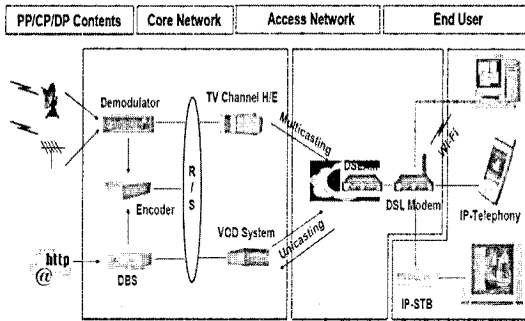 PP/CP/DP Contents
Core Network
Access Network
End User
Demodulator
TV Channel H/E
Multicasting
Wi-Fi
R/S
DSLAM
Encoder
DSL Modem
IP-Telephony
VOD System
Unicasting
http
@
DBS
IP-STB